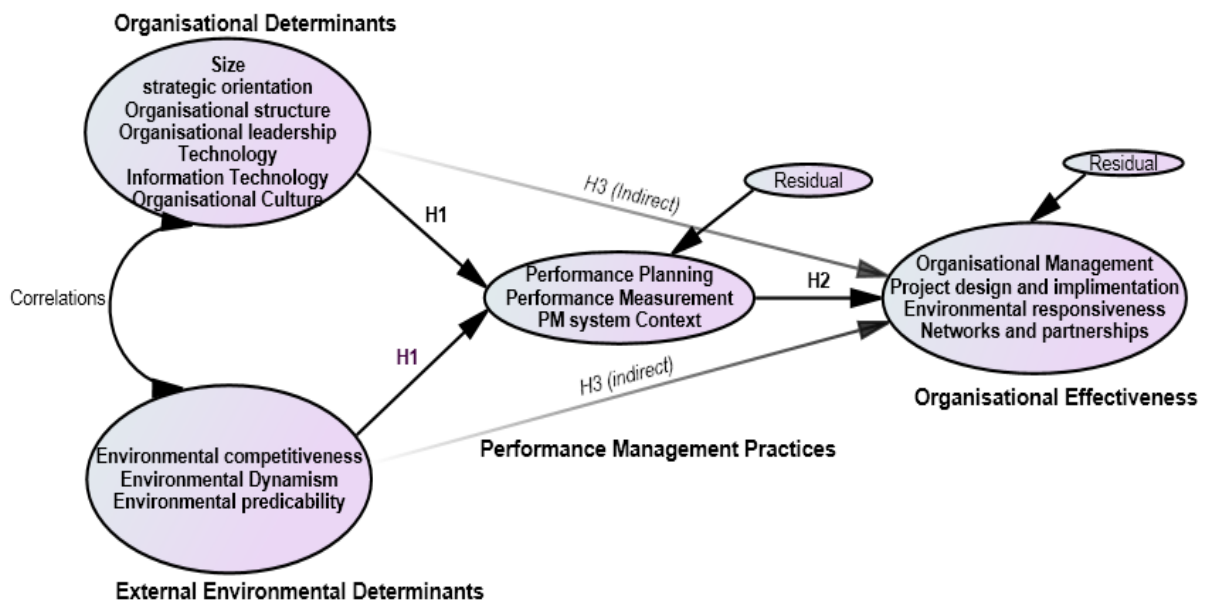 Organisational Determinants
Size
strategic orientation
Organisational structure
Organisational leadership
Technology
Information Technology
Organisational Culture
H3 (Indirect)
Residual
Residual
H1
Correlations
Performance Planning
Performance Measurement
PM system Context
H2
Organisational Management
Project design and implimentation
Environmental responsiveness
Networks and partnerships
H1
H3 (indirect)
Organisational Effectiveness
Performance Management Practices
Environmental competitiveness
Environmental Dynamism
Environmental predicability
External Environmental Determinants